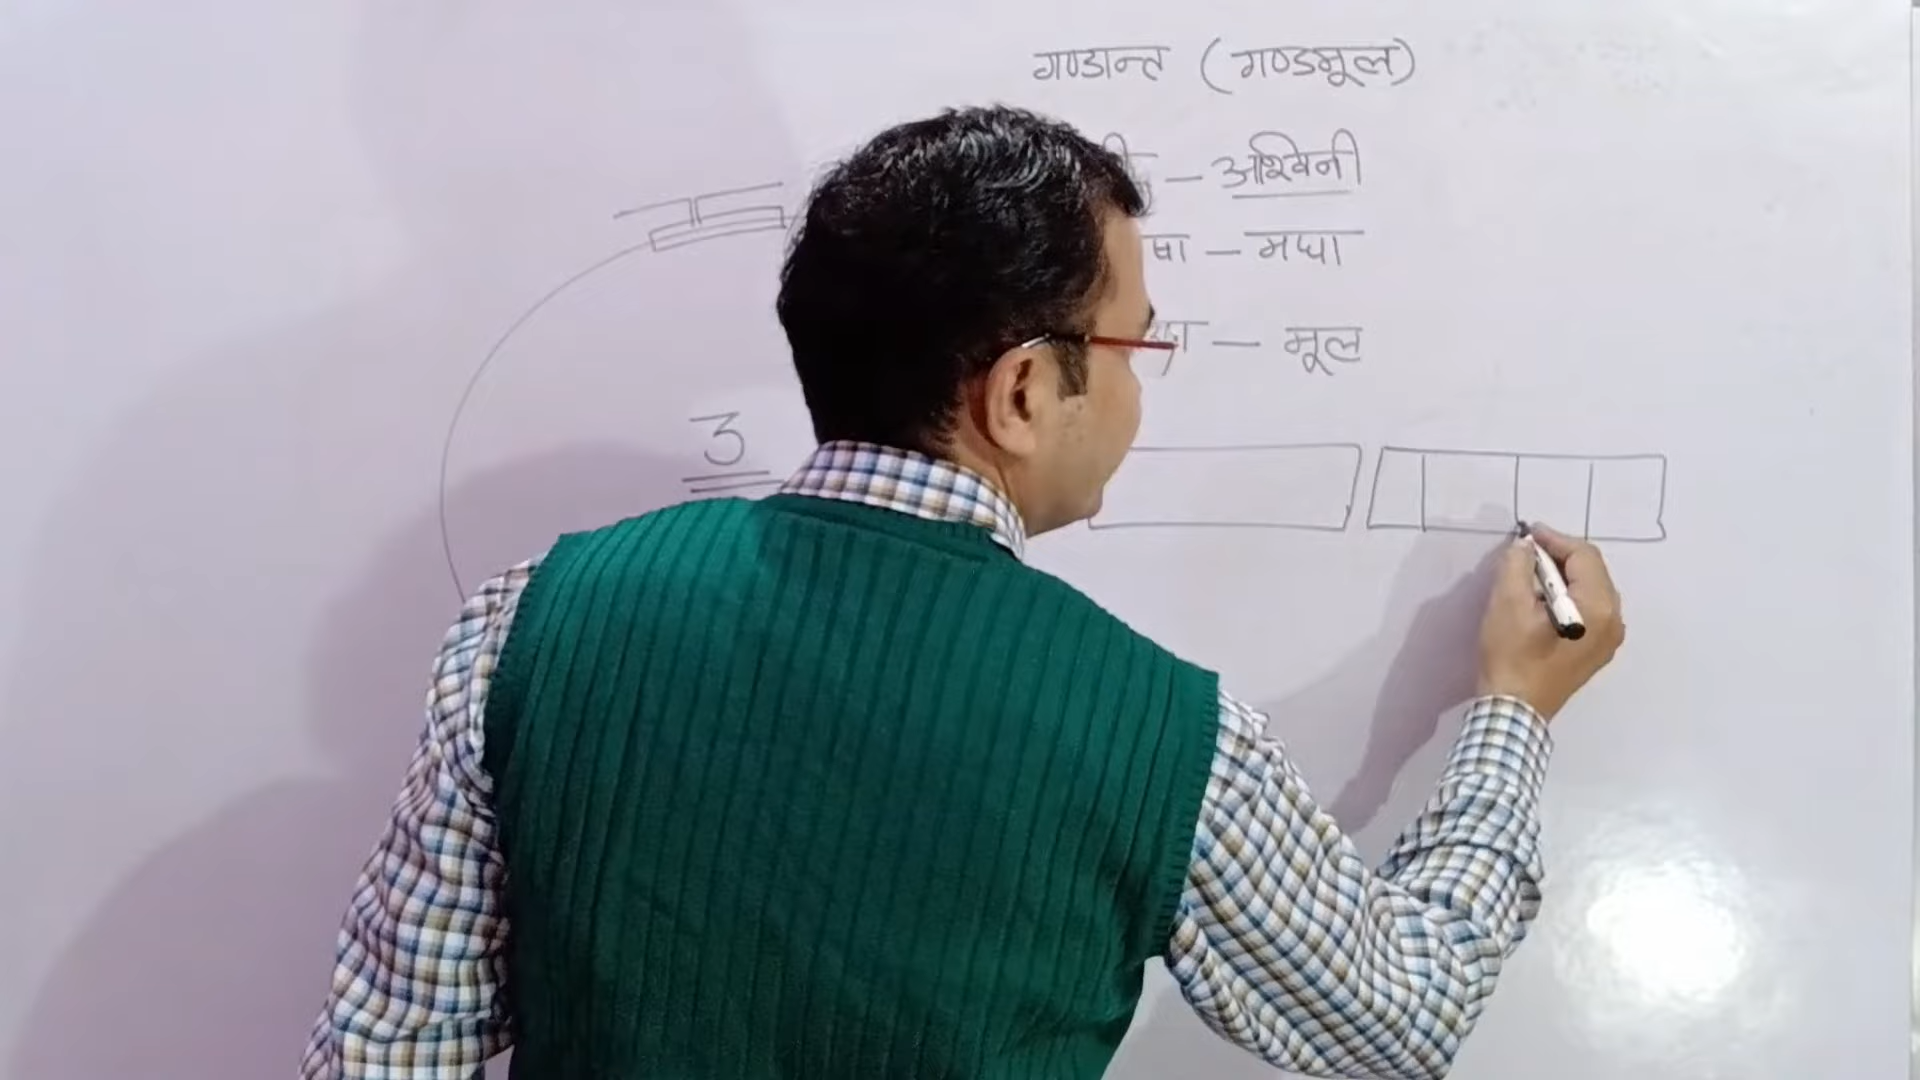 गण्डान्त (गण्डमूल)
– अश्विनी
षा – मघा
– मूल
3